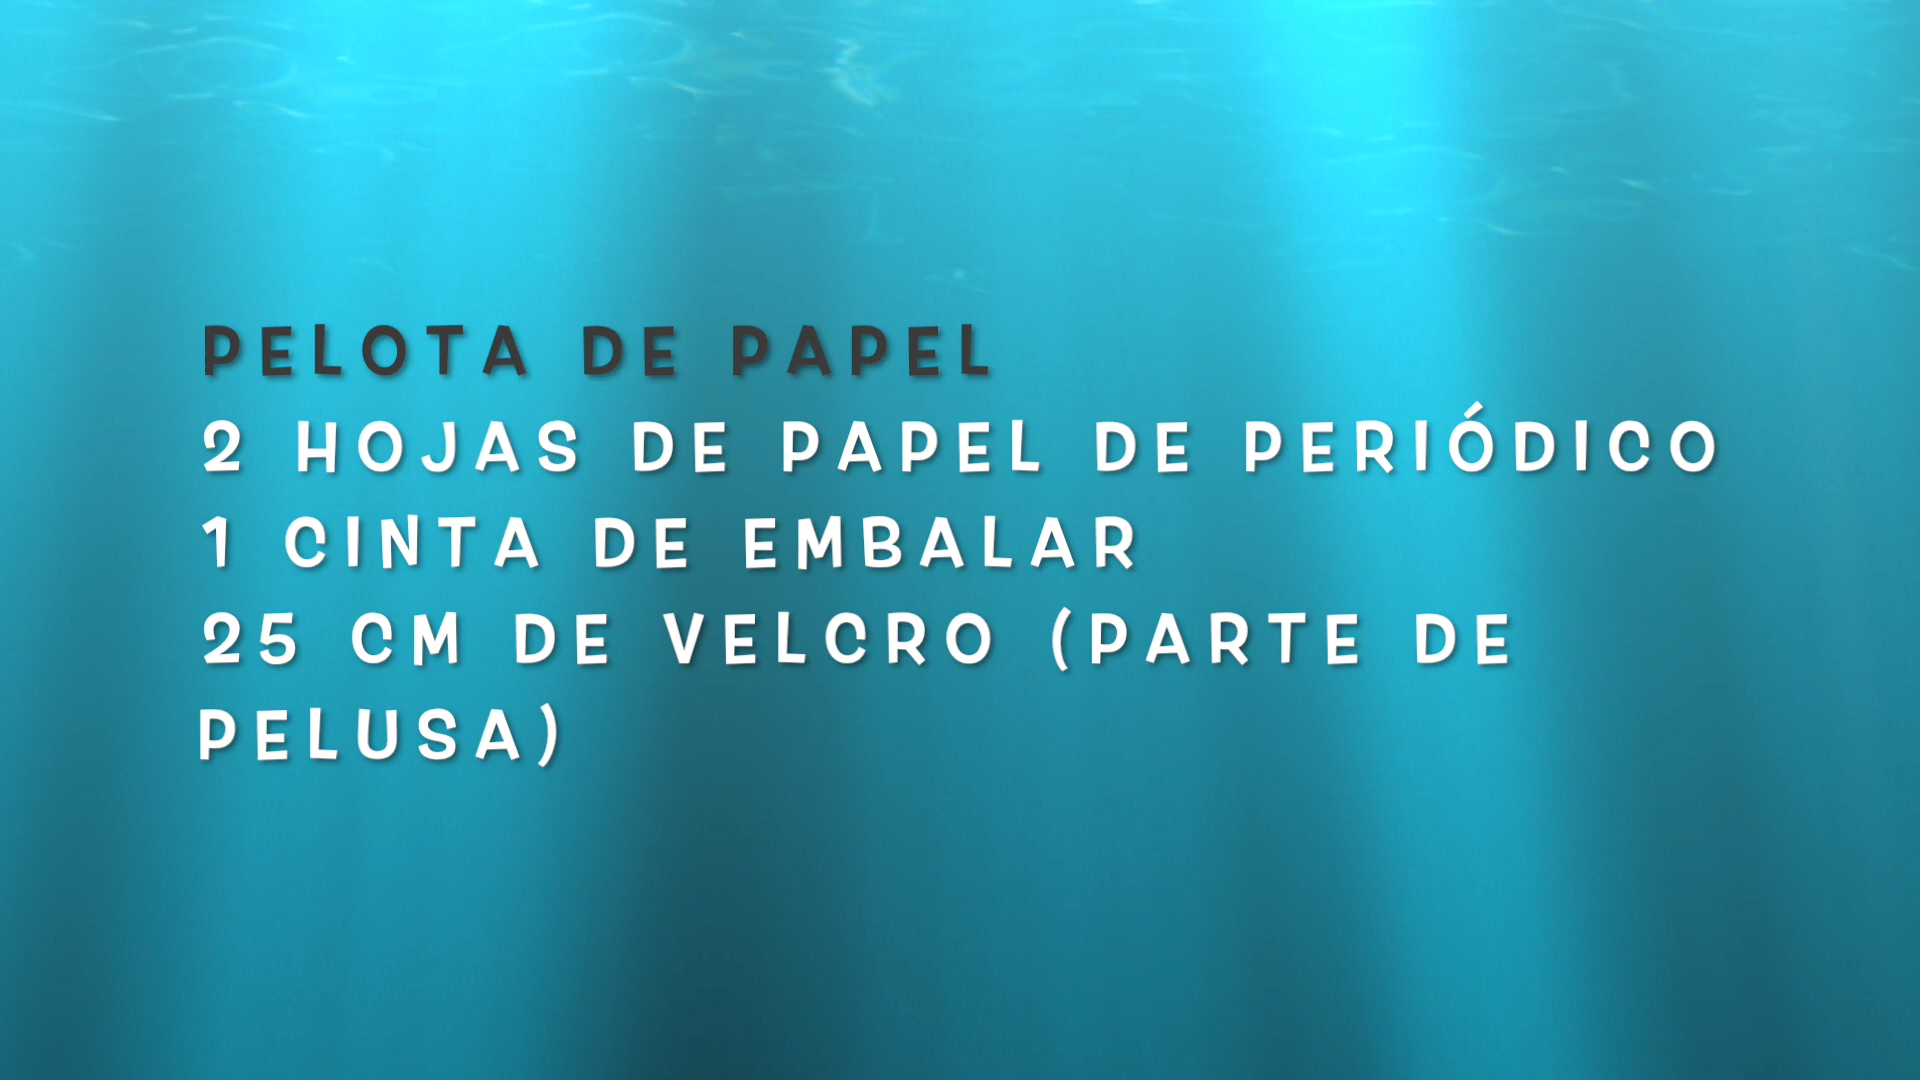 PELOTA DE PAPEL
2 HOJAS DE PAPEL DE PERIÓDICO
1 CINTA DE EMBALAR
25 CM DE VELCRO (PARTE DE
PELUSA)